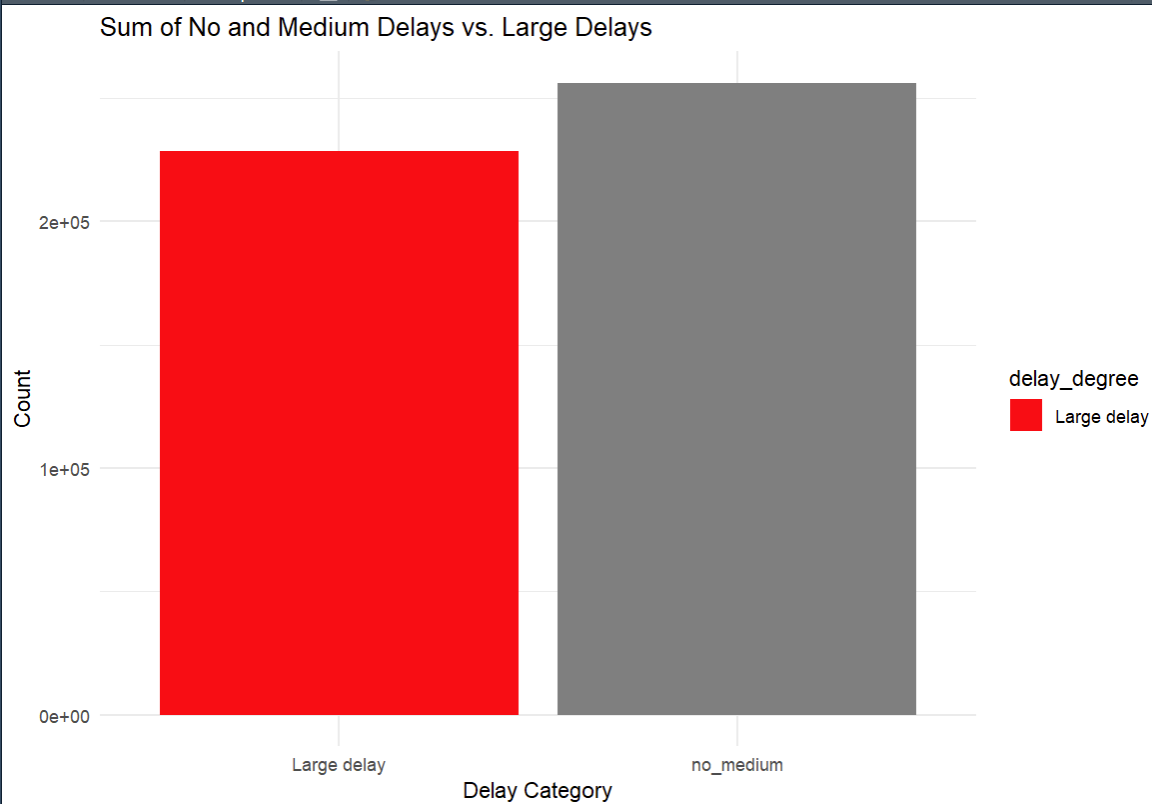 Sum of No and Medium Delays vs. Large Delays
2e+05
1e+05
0e+00
Count
Large delay
no_medium
Delay Category
delay_degree
Large delay